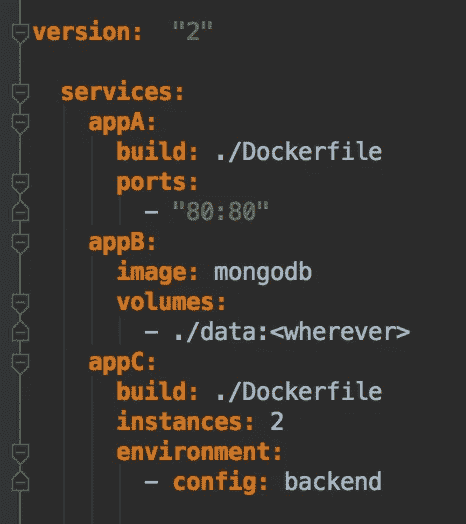 version:  "2"

  services:
    appA:
      build: ./Dockerfile
      ports:
        - "80:80"
    appB:
      image: mongodb
      volumes:
        - ./data:<wherever>
    appC:
      build: ./Dockerfile
      instances: 2
      environment:
        - config: backend